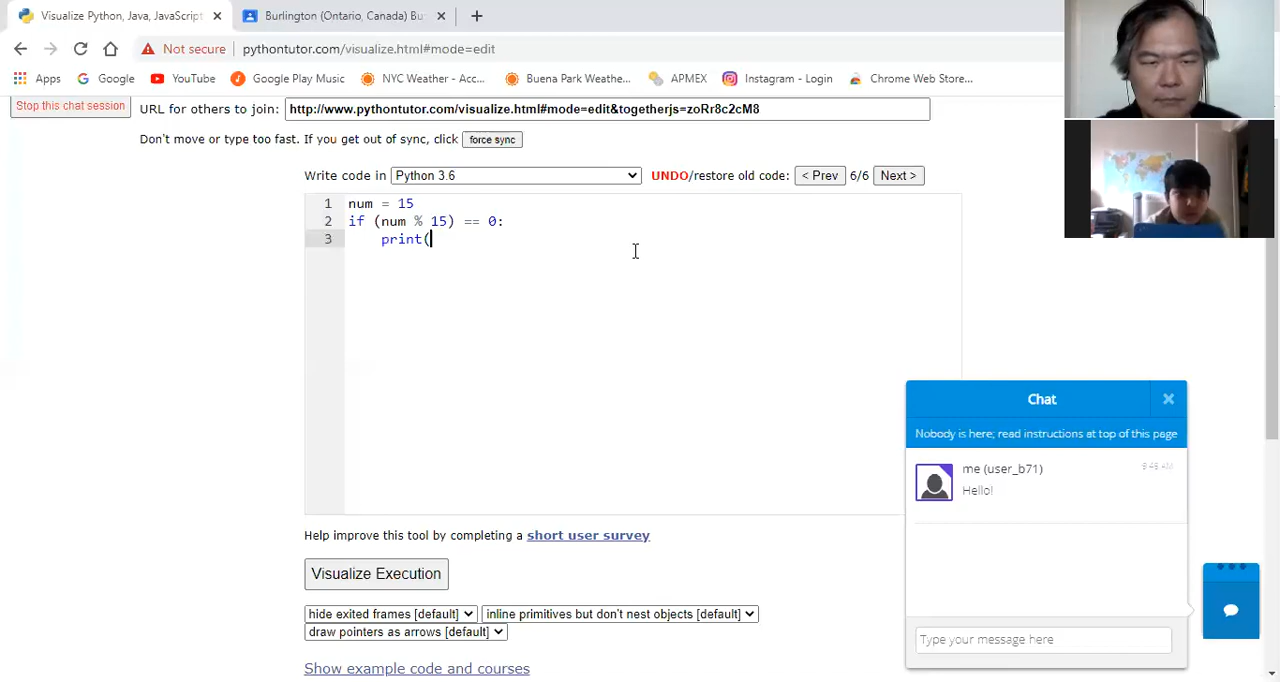 Visualize Python, Java, JavaScript
Burlington (Ontario, Canada) Bu
Not secure
pythontutor.com/visualize.html#mode=edit
Apps Google YouTube Google Play Music NYC Weather - Acc... Buena Park Weathe... APMEX Instagram - Login Chrome Web Store...
Stop this chat session
URL for others to join: http://www.pythontutor.com/visualize.html#mode=edit&togetherjs=zoRr8c2cM8
Don't move or type too fast. If you get out of sync, click force sync
Write code in Python 3.6 UNDO/restore old code: < Prev 6/6 Next >
1 num = 15
2 if (num % 15) == 0:
3 print(
Chat
Nobody is here; read instructions at top of this page
me (user_b71)
Hello!
Type your message here
Help improve this tool by completing a short user survey
Visualize Execution
hide exited frames [default] inline primitives but don't nest objects [default]
draw pointers as arrows [default]
Show example code and courses